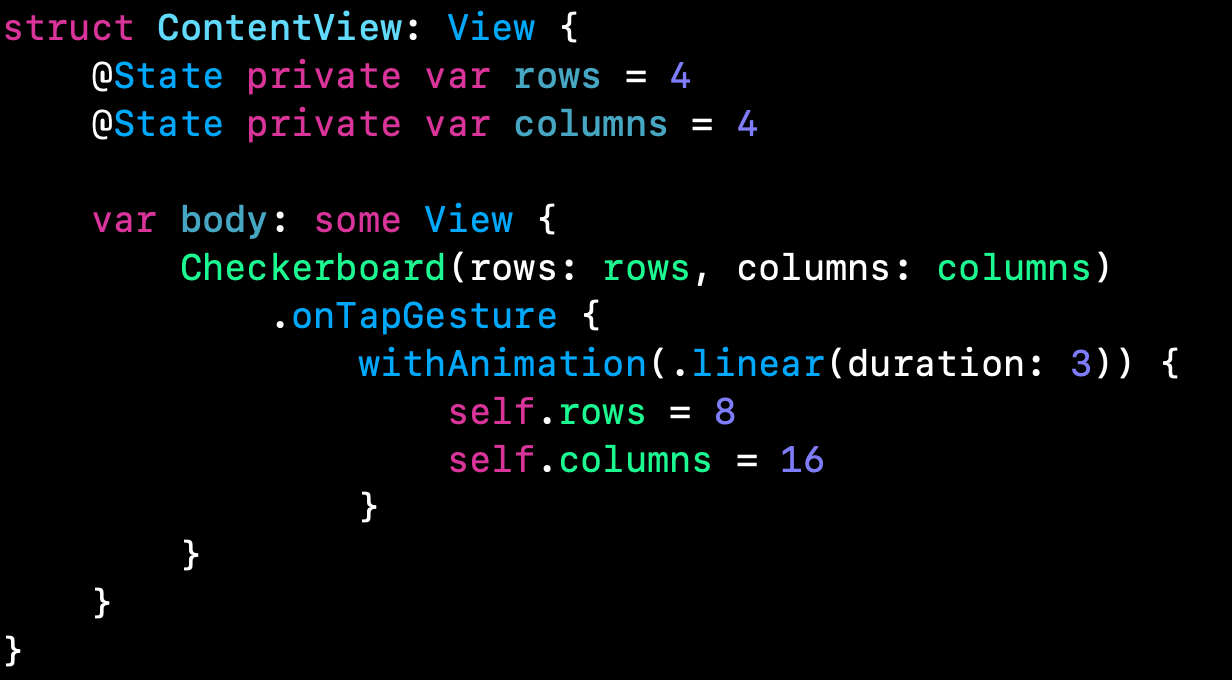 struct ContentView: View {
    @State private var rows = 4
    @State private var columns = 4

    var body: some View {
        Checkerboard(rows: rows, columns: columns)
            .onTapGesture {
                withAnimation(.linear(duration: 3)) {
                    self.rows = 8
                    self.columns = 16
                }
        }
    }
}